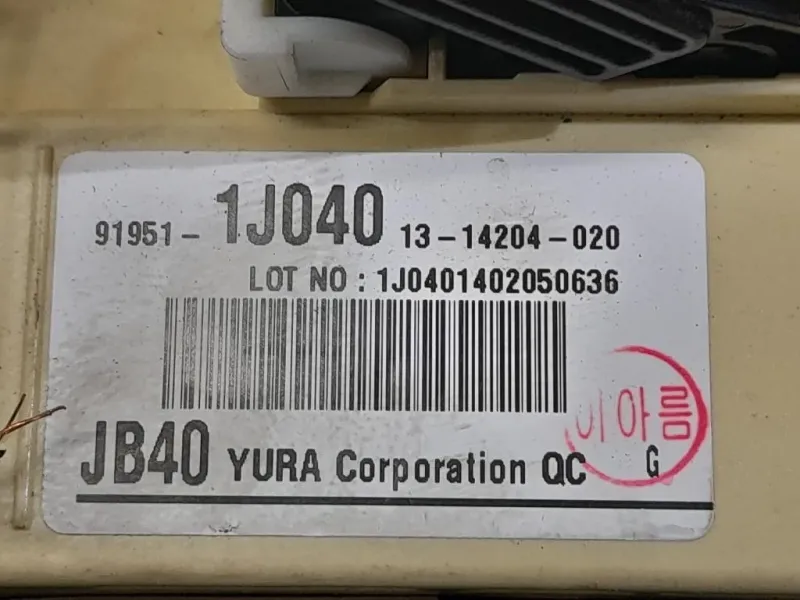 91951- 1J040 13-14204-020
LOT NO : 1J0401402050636
JB40 YURA Corporation QC G
이아름